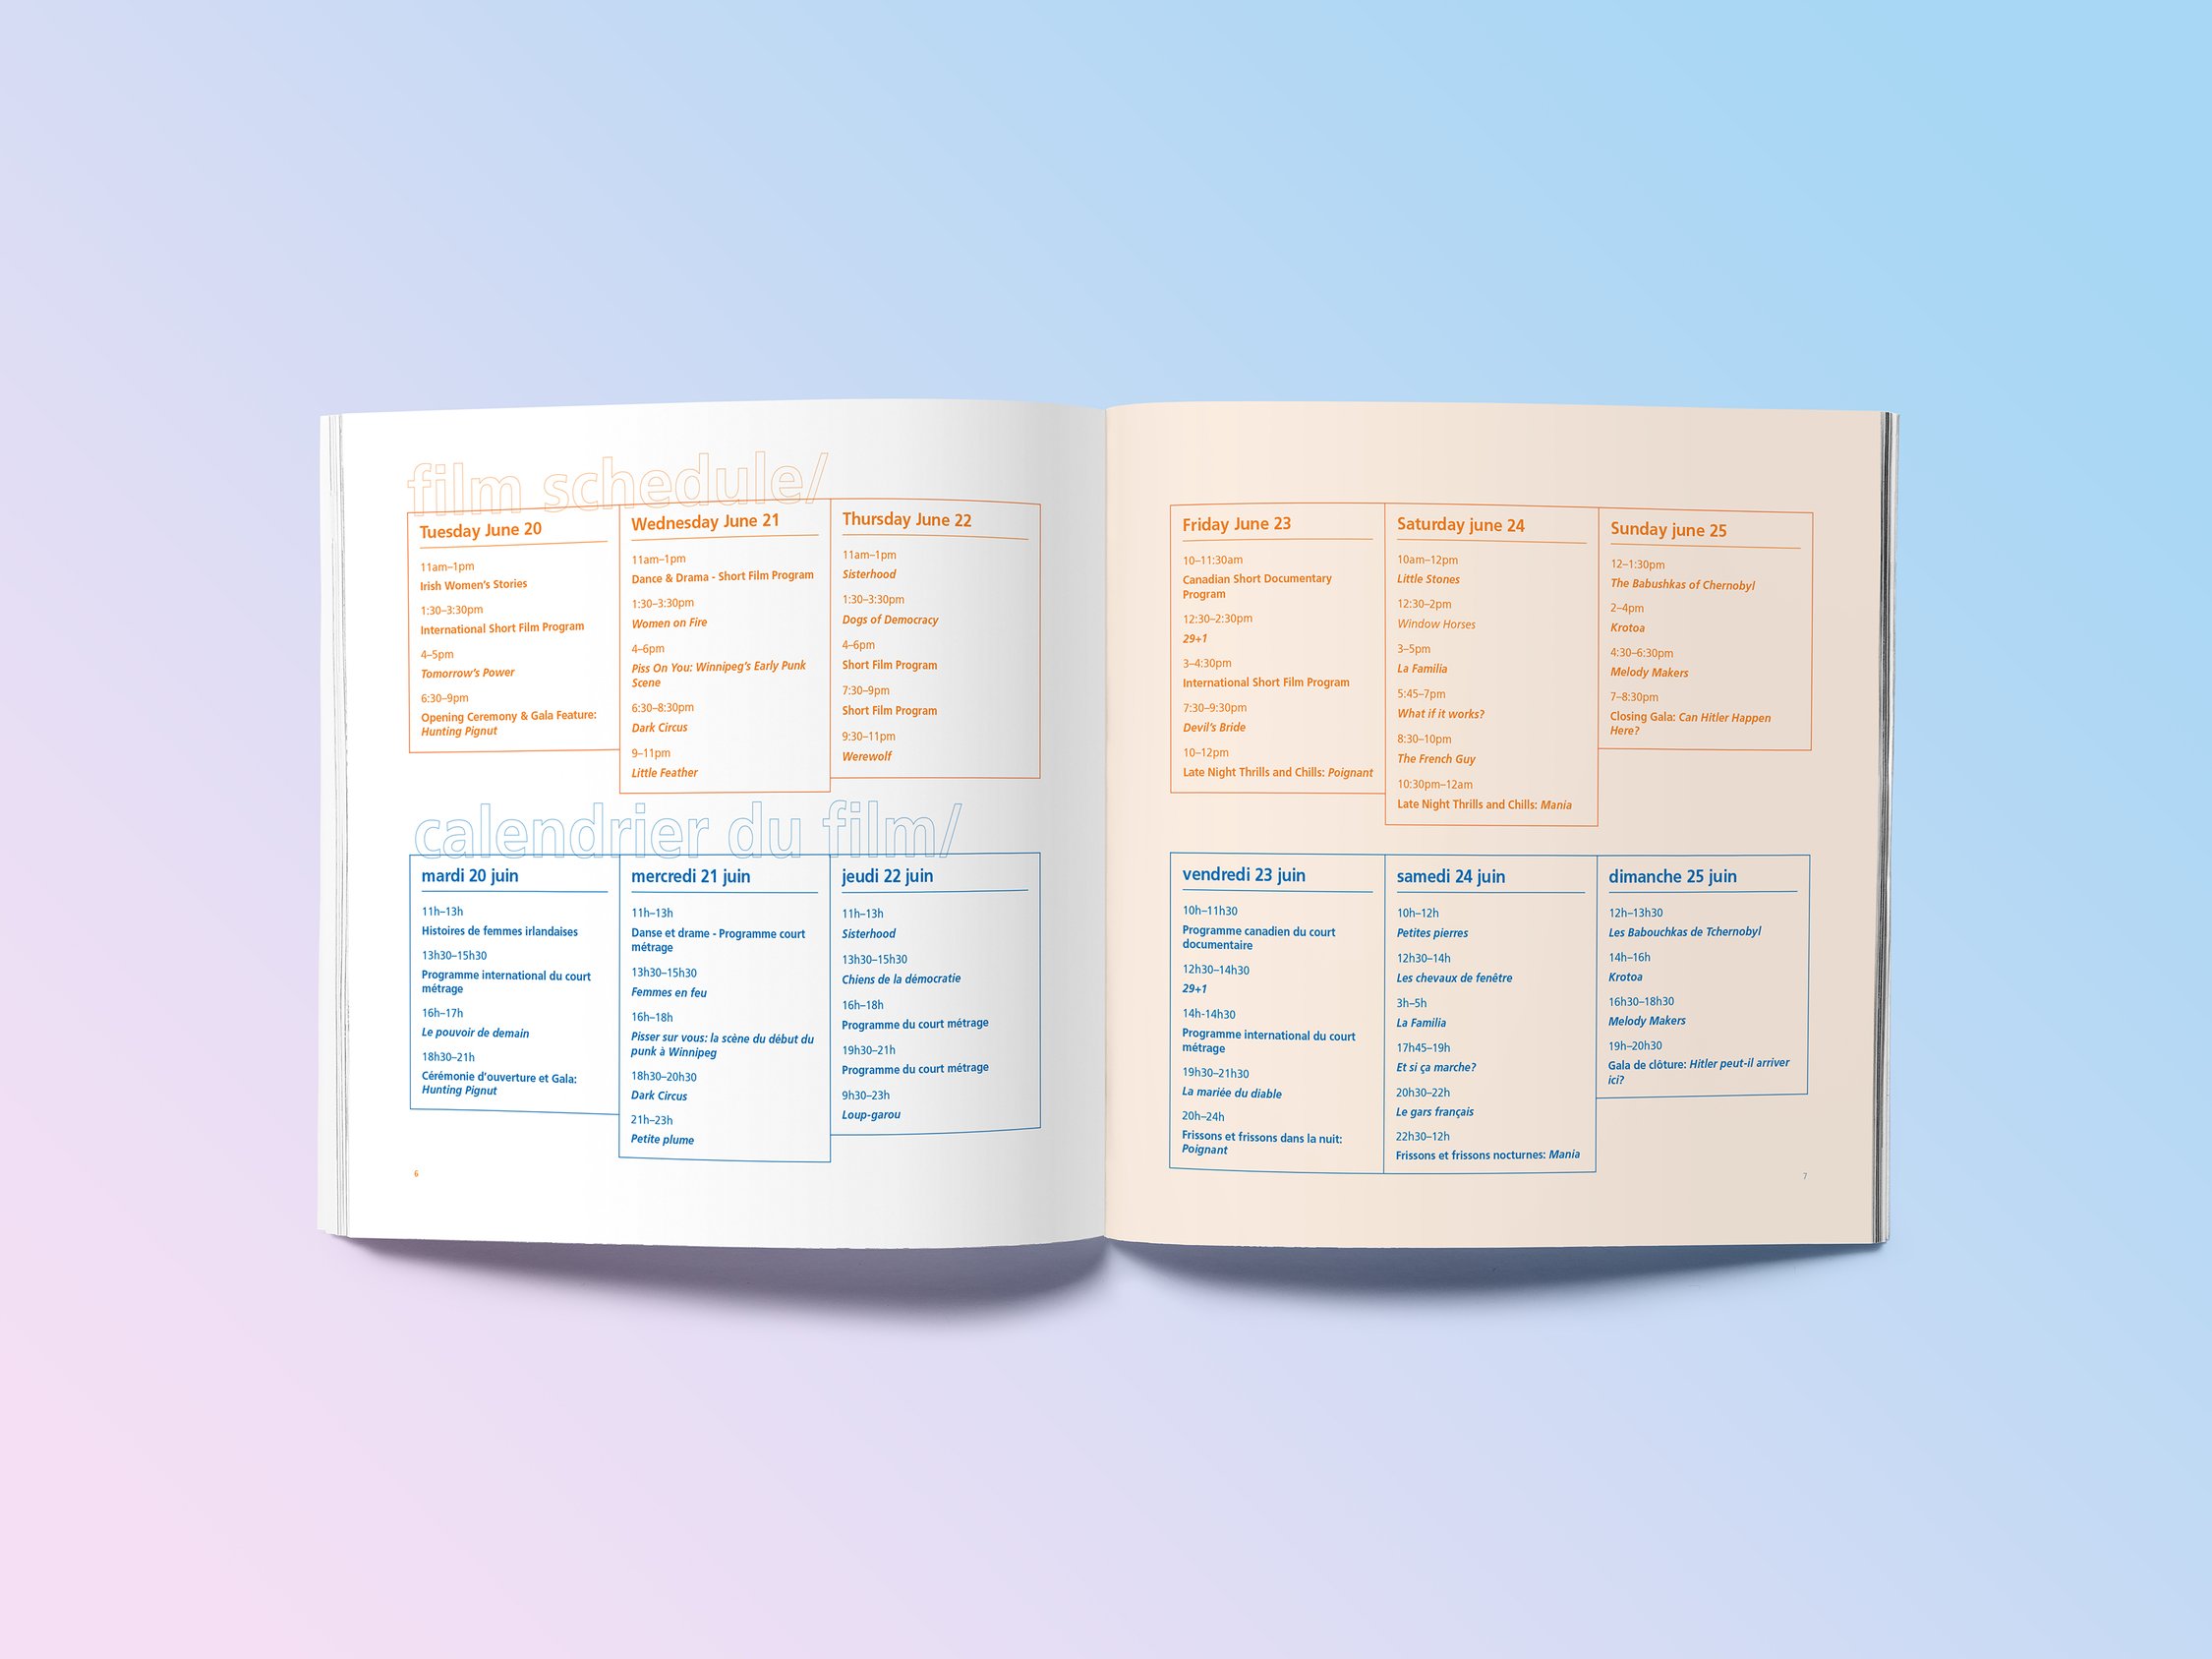 film schedule/
Tuesday June 20
11am–1pm
Irish Women's Stories
1:30–3:30pm
International Short Film Program
4–5pm
Tomorrow's Power
6:30–9pm
Opening Ceremony & Gala Feature:
Hunting Pignut
Wednesday June 21
11am–1pm
Dance & Drama - Short Film Program
1:30–3:30pm
Women on Fire
4–6pm
Piss On You: Winnipeg's Early Punk
Scene
6:30–8:30pm
Dark Circus
9–11pm
Little Feather
Thursday June 22
11am–1pm
Sisterhood
1:30–3:30pm
Dogs of Democracy
4–6pm
Short Film Program
7:30–9pm
Short Film Program
9:30–11pm
Werewolf
calendrier du film/
mardi 20 juin
11h–13h
Histoires de femmes irlandaises
13h30–15h30
Programme international du court
métrage
16h–17h
Le pouvoir de demain
18h30–21h
Cérémonie d'ouverture et Gala:
Hunting Pignut
mercredi 21 juin
11h–13h
Danse et drame - Programme court
métrage
13h30–15h30
Femmes en feu
16h–18h
Pisser sur vous: la scène du début du
punk à Winnipeg
18h30–20h30
Dark Circus
21h–23h
Petite plume
jeudi 22 juin
11h–13h
Sisterhood
13h30–15h30
Chiens de la démocratie
16h–18h
Programme du court métrage
19h30–21h
Programme du court métrage
9h30–23h
Loup-garou
6
Friday June 23
10–11:30am
Canadian Short Documentary
Program
12:30–2:30pm
29+1
3–4:30pm
International Short Film Program
7:30–9:30pm
Devil's Bride
10–12pm
Late Night Thrills and Chills: Poignant
Saturday june 24
10am–12pm
Little Stones
12:30–2pm
Window Horses
3–5pm
La Familia
5:45–7pm
What if it works?
8:30–10pm
The French Guy
10:30pm–12am
Late Night Thrills and Chills: Mania
Sunday june 25
12–1:30pm
The Babushkas of Chernobyl
2–4pm
Krotoa
4:30–6:30pm
Melody Makers
7–8:30pm
Closing Gala: Can Hitler Happen
Here?
vendredi 23 juin
10h–11h30
Programme canadien du court
documentaire
12h30–14h30
29+1
14h-14h30
Programme international du court
métrage
19h30–21h30
La mariée du diable
20h–24h
Frissons et frissons dans la nuit:
Poignant
samedi 24 juin
10h–12h
Petites pierres
12h30–14h
Les chevaux de fenêtre
3h–5h
La Familia
17h45–19h
Et si ça marche?
20h30–22h
Le gars français
22h30–12h
Frissons et frissons nocturnes: Mania
dimanche 25 juin
12h–13h30
Les Babouchkas de Tchernobyl
14h–16h
Krotoa
16h30–18h30
Melody Makers
19h–20h30
Gala de clôture: Hitler peut-il arriver
ici?
7